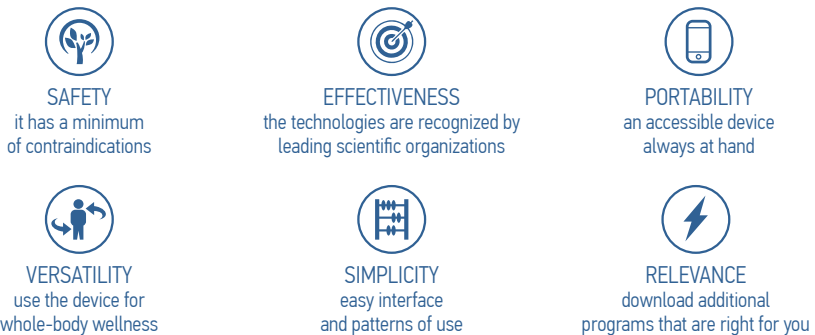 SAFETY
it has a minimum
of contraindications
EFFECTIVENESS
the technologies are recognized by
leading scientific organizations
PORTABILITY
an accessible device
always at hand
VERSATILITY
use the device for
whole-body wellness
SIMPLICITY
easy interface
and patterns of use
RELEVANCE
download additional
programs that are right for you